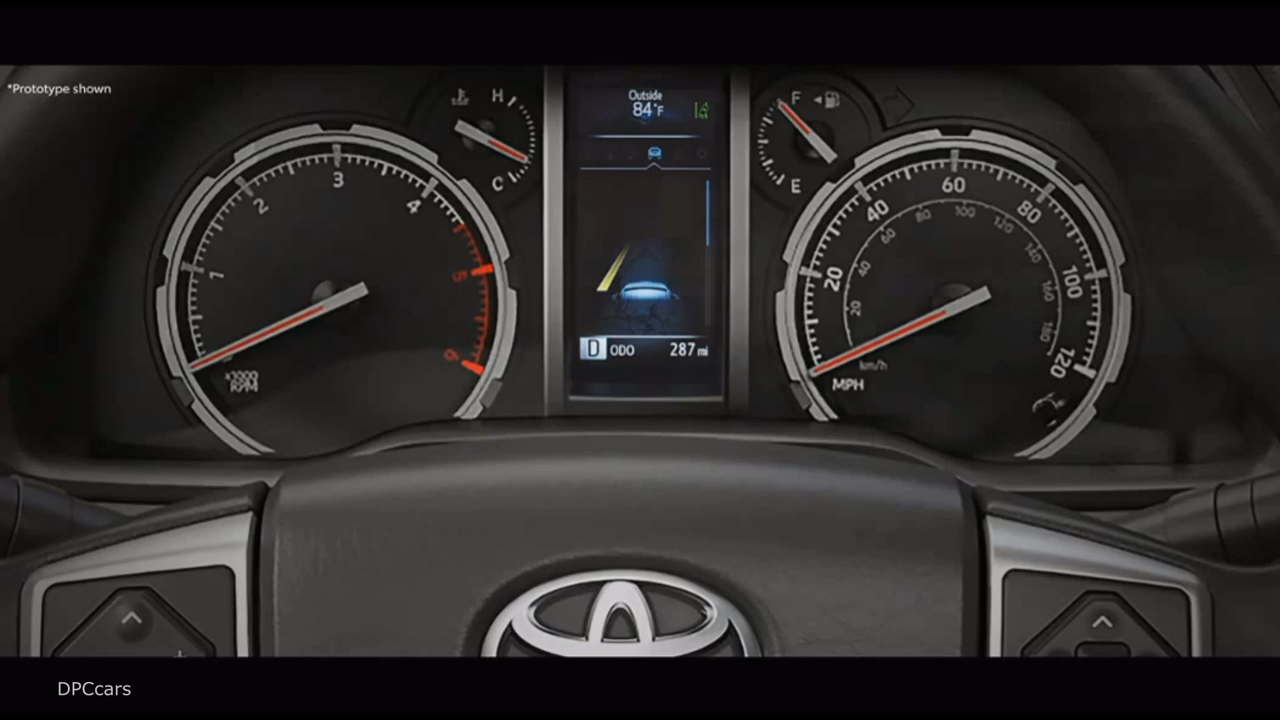 *Prototype shown
H
C
1
2
3
4
5
6
x1000
RPM
Outside
84°F
D ODO 287 mi
F
E
20
40
60
80
100
120
20
40
60
80
100
120
140
160
180
km/h
MPH
DPCcars